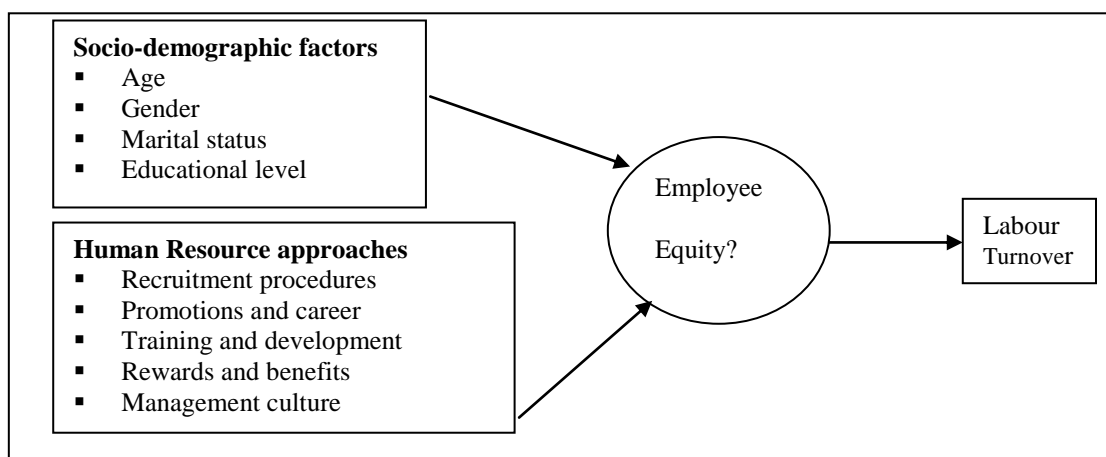 Socio-demographic factors
▪ Age
▪ Gender
▪ Marital status
▪ Educational level
Human Resource approaches
▪ Recruitment procedures
▪ Promotions and career
▪ Training and development
▪ Rewards and benefits
▪ Management culture
Employee
Equity?
Labour
Turnover